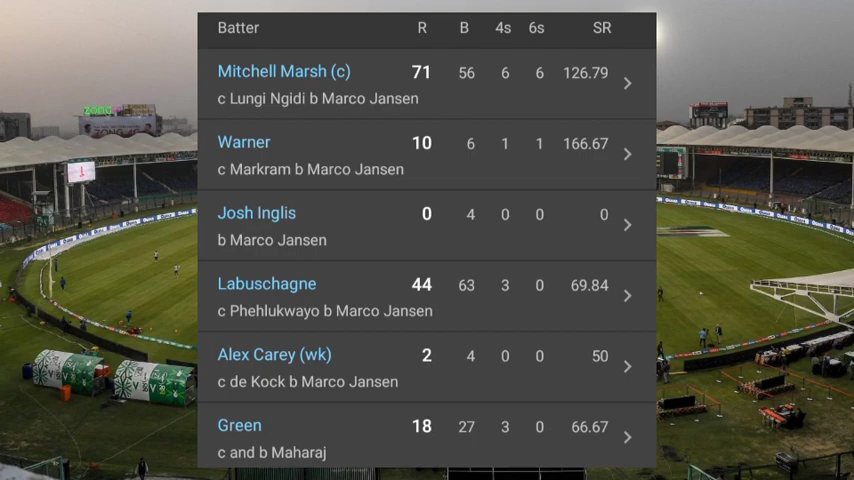 Batter R B 4s 6s SR
Mitchell Marsh (c) 71 56 6 6 126.79
c Lungi Ngidi b Marco Jansen
Warner 10 6 1 1 166.67
c Markram b Marco Jansen
Josh Inglis 0 4 0 0 0
b Marco Jansen
Labuschagne 44 63 3 0 69.84
c Phehlukwayo b Marco Jansen
Alex Carey (wk) 2 4 0 0 50
c de Kock b Marco Jansen
Green 18 27 3 0 66.67
c and b Maharaj
zong